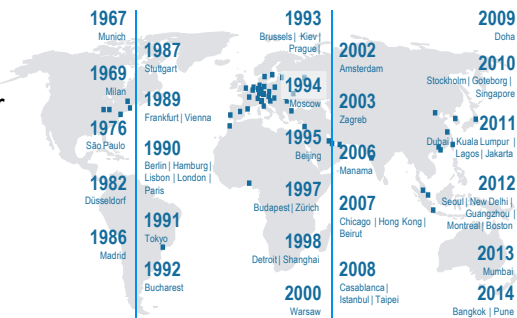 1967
Munich
1969
Milan
1976
São Paulo
1982
Düsseldorf
1986
Madrid
1987
Stuttgart
1989
Frankfurt | Vienna
1990
Berlin | Hamburg |
Lisbon | London |
Paris
1991
Tokyo
1992
Bucharest
1993
Brussels | Kiev |
Prague |
1994
Moscow
1995
Beijing
1997
Budapest | Zürich
1998
Detroit | Shanghai
2000
Warsaw
2002
Amsterdam
2003
Zagreb
2006
Manama
2007
Chicago | Hong Kong |
Beirut
2008
Casablanca |
Istanbul | Taipei
2009
Doha
2010
Stockholm | Goteborg |
Singapore
2011
Dubai | Kuala Lumpur |
Lagos | Jakarta
2012
Seoul | New Delhi |
Guangzhou |
Montreal | Boston
2013
Mumbai
2014
Bangkok | Pune